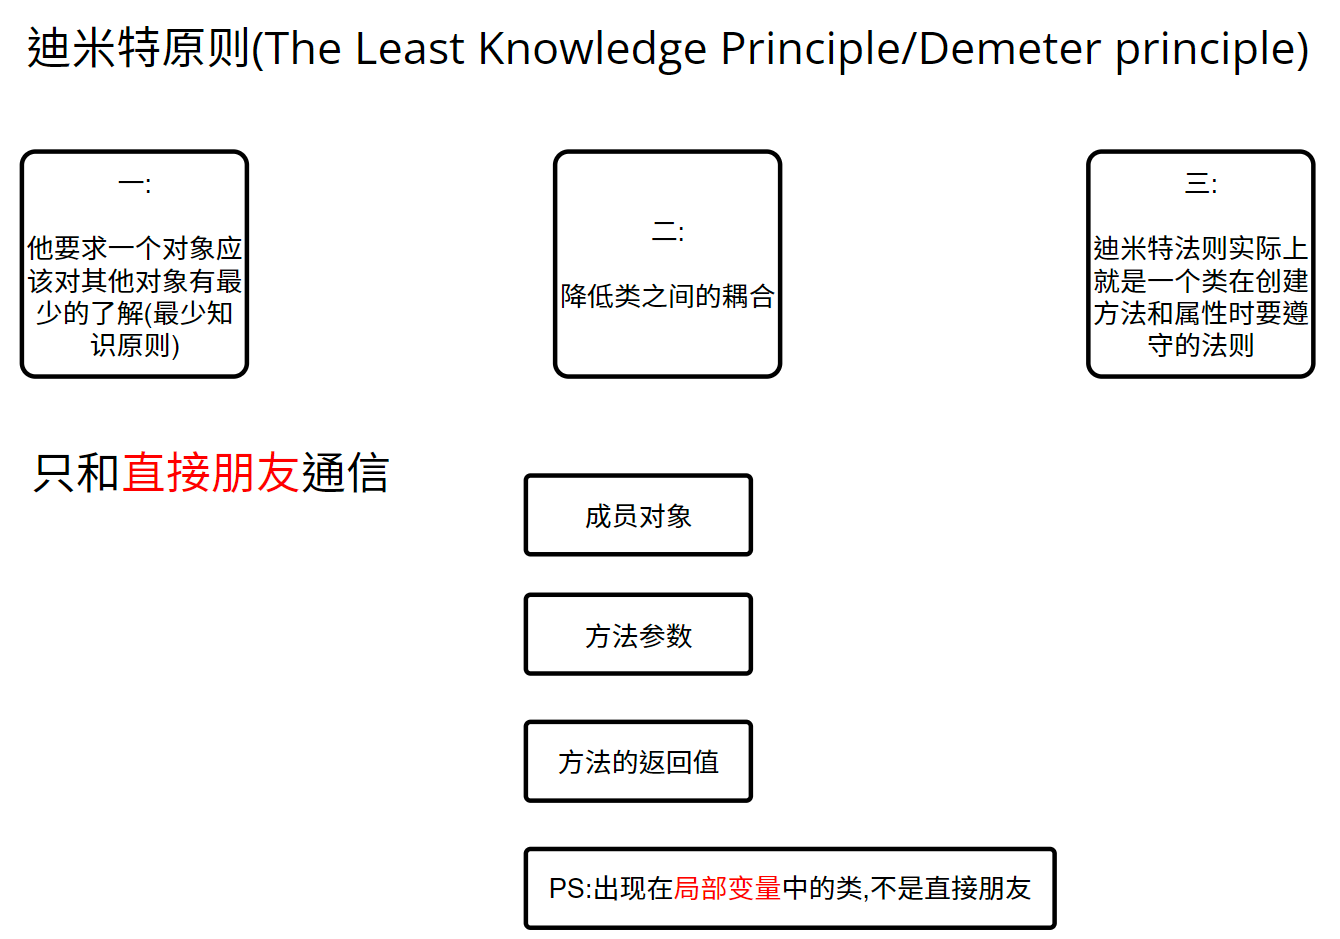 迪米特原则(The Least Knowledge Principle/Demeter principle)
一:
他要求一个对象应
该对其他对象有最
少的了解(最少知
识原则)
二:
降低类之间的耦合
三:
迪米特法则实际上
就是一个类在创建
方法和属性时要遵
守的法则
只和直接朋友通信
成员对象
方法参数
方法的返回值
PS:出现在局部变量中的类,不是直接朋友